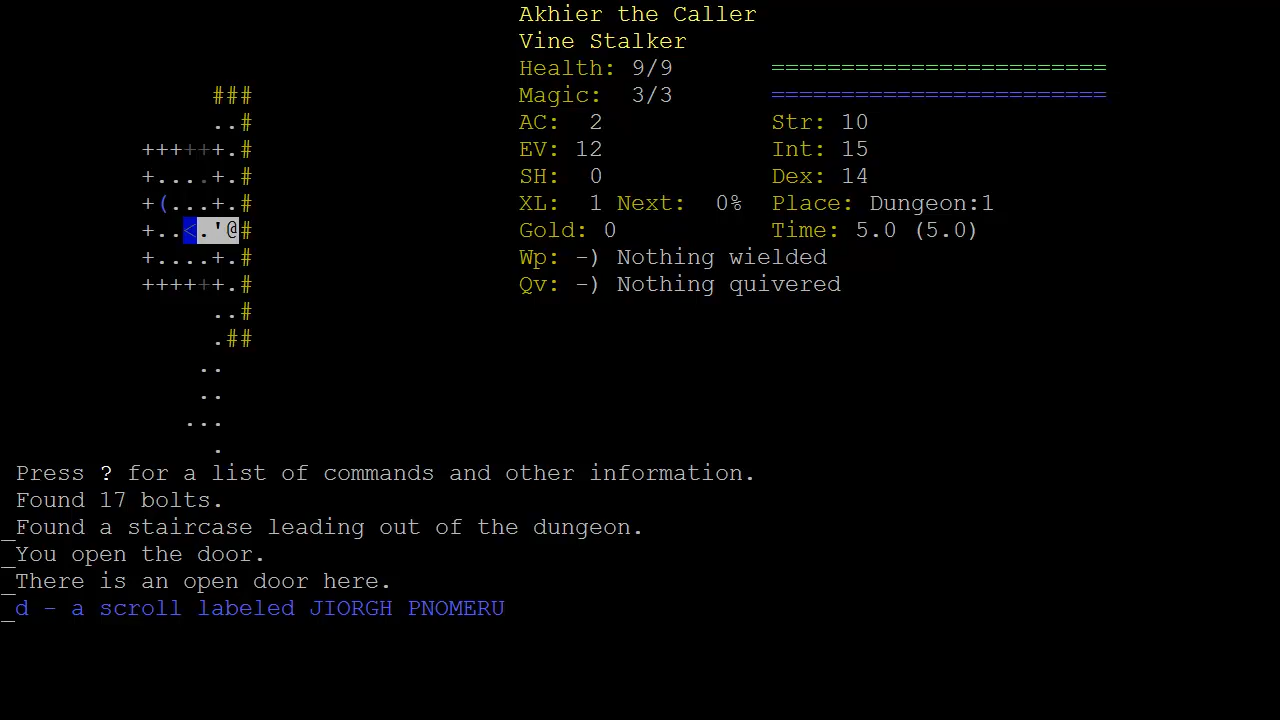 Akhier the Caller
Vine Stalker
Health: 9/9 ========================
Magic: 3/3 ========================
AC: 2 Str: 10
EV: 12 Int: 15
SH: 0 Dex: 14
XL: 1 Next: 0% Place: Dungeon:1
Gold: 0 Time: 5.0 (5.0)
Wp: -) Nothing wielded
Qv: -) Nothing quivered
###
..#
++++++.#
+....+.#
+(...+.#
+..<.'@#
+....+.#
++++++.#
..#
.##
..
..
...
.
Press ? for a list of commands and other information.
Found 17 bolts.
_Found a staircase leading out of the dungeon.
_You open the door.
_There is an open door here.
_d - a scroll labeled JIORGH PNOMERU